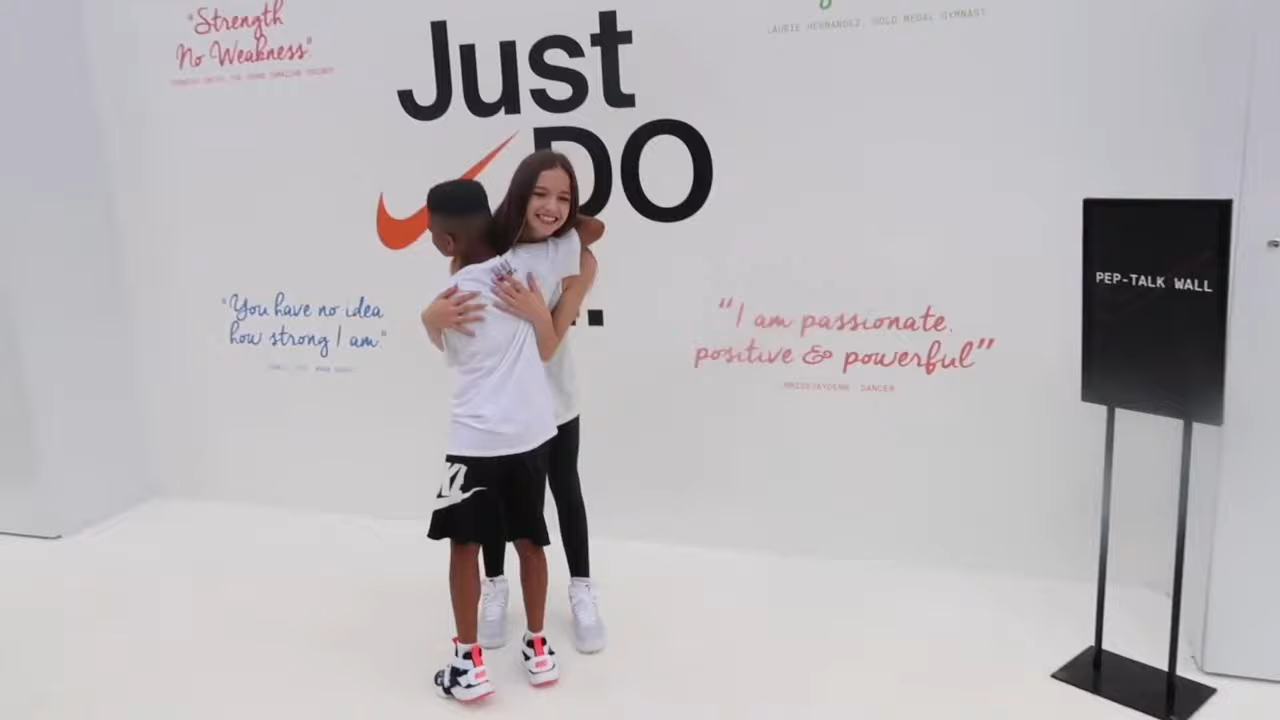 "Strength
No Weakness"
Just
DO
LAURIE HERNANDEZ, GOLD MEDAL GYMNAST
"You have no idea
how strong I am."
"I am passionate,
positive & powerful"
DANCER
PEP-TALK WALL